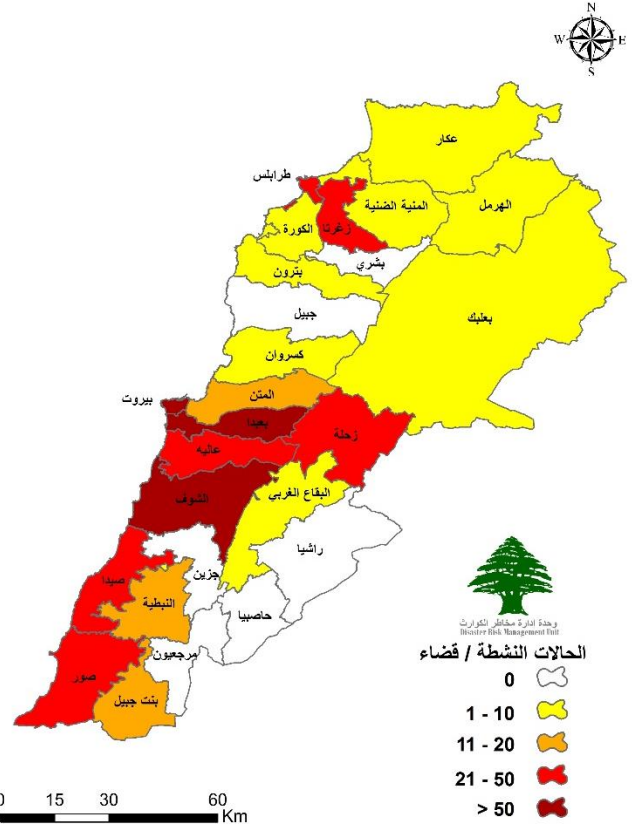 N
W E
S
عكار
طرابلس
المنية الضنية
الهرمل
زغرتا
الكورة
بشري
بترون
جبيل
بعلبك
كسروان
المتن
بيروت
بعبدا
زحلة
عاليه
البقاع الغربي
الشوف
راشيا
جزين
صيدا
النبطية
حاصبيا
مرجعيون
صور
بنت جبيل
وحدة ادارة مخاطر الكوارث
Disaster Risk Management Unit
الحالات النشطة / قضاء
0
1 - 10
11 - 20
21 - 50
> 50
0 15 30 60
Km